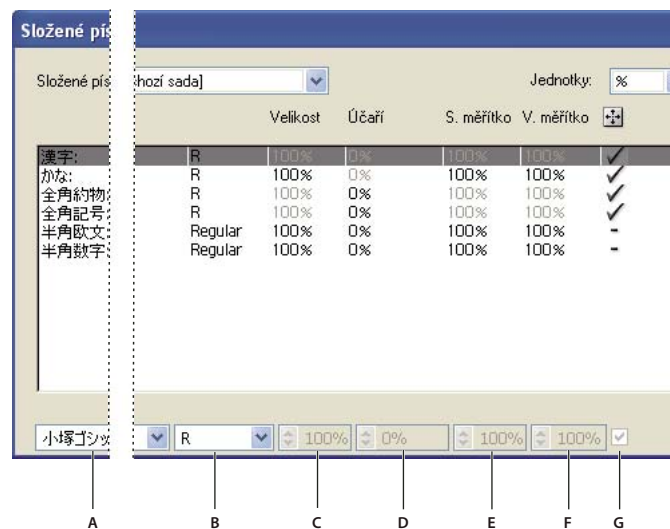 Složené pís
Složené pís hozí sada] Jednotky: %
Velikost Účaří S. měřítko V. měřítko
漢字: R 100% 0% 100% 100%
かな: R 100% 0% 100% 100%
全角約物: R 100% 0% 100% 100%
全角記号: R 100% 0% 100% 100%
半角欧文: Regular 100% 0% 100% 100% -
半角数字: Regular 100% 0% 100% 100% -
小塚ゴシッ R 100% 0% 100% 100%
A B C D E F G